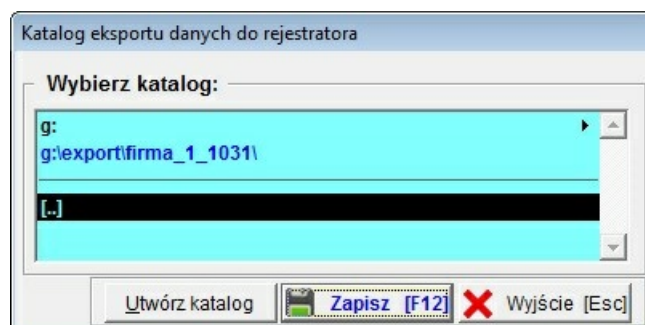 Katalog eksportu danych do rejestratora
Wybierz katalog:
g:
g:\export\firma_1_1031\
[..]
Utwórz katalog Zapisz [F12] Wyjście [Esc]